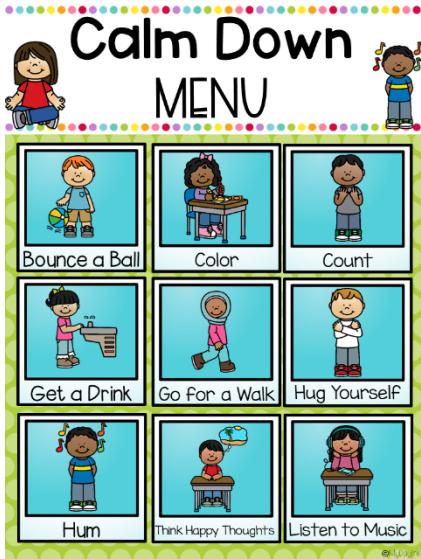 Calm Down
MENU
Bounce a Ball
Color
Count
Get a Drink
Go for a Walk
Hug Yourself
Hum
Think Happy Thoughts
Listen to Music